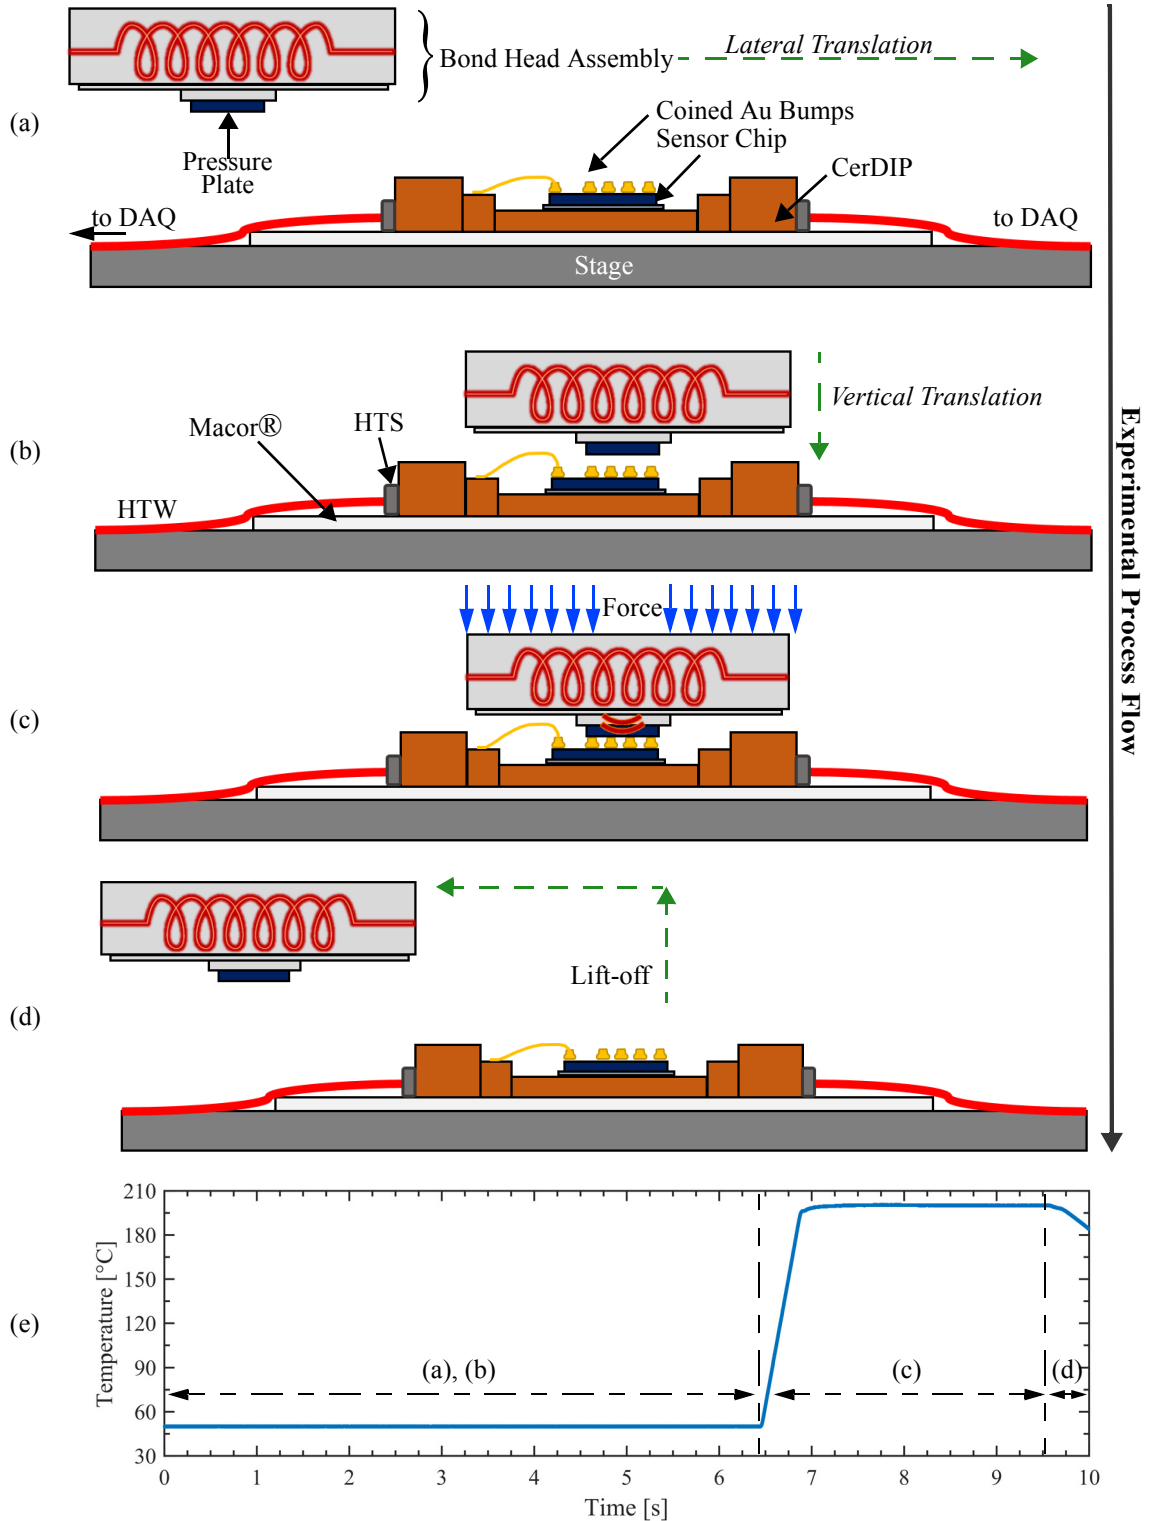 Bond Head Assembly
Lateral Translation
(a)
Pressure
Plate
Coined Au Bumps
Sensor Chip
CerDIP
to DAQ
to DAQ
Stage
Vertical Translation
(b)
Macor®
HTS
HTW
Experimental Process Flow
Force
(c)
Lift-off
(d)
(e)
Temperature [°C]
210
180
150
120
90
60
30
(a), (b)
(c)
(d)
0 1 2 3 4 5 6 7 8 9 10
Time [s]